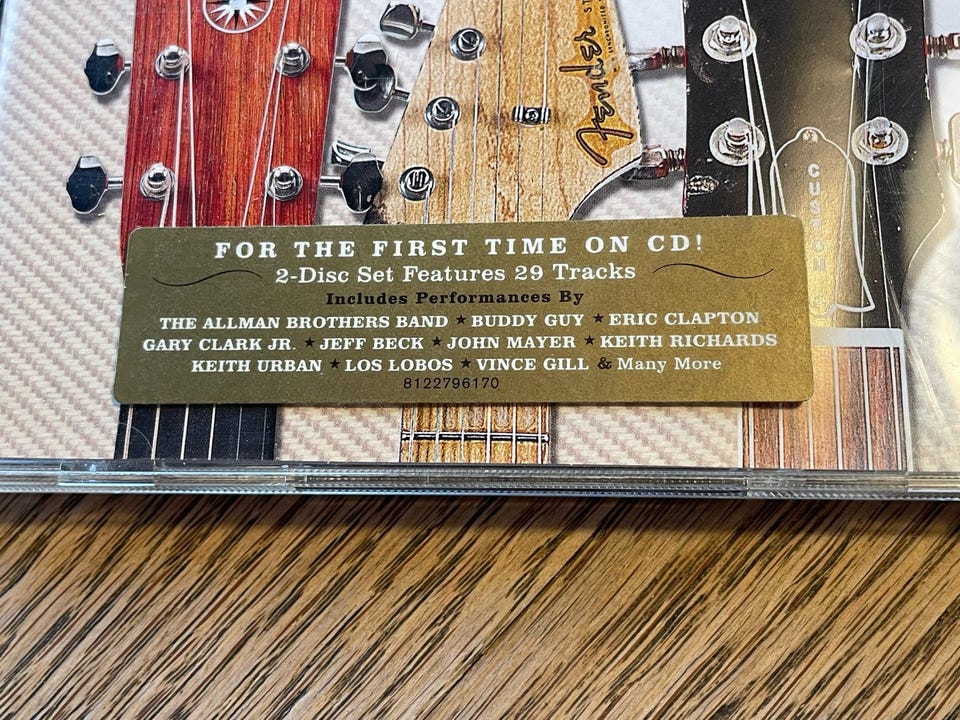 Fender
CUSTOM
FOR THE FIRST TIME ON CD!
2-Disc Set Features 29 Tracks
Includes Performances By
THE ALLMAN BROTHERS BAND ★ BUDDY GUY ★ ERIC CLAPTON
GARY CLARK JR. ★ JEFF BECK ★ JOHN MAYER ★ KEITH RICHARDS
KEITH URBAN ★ LOS LOBOS ★ VINCE GILL & Many More
8122796170